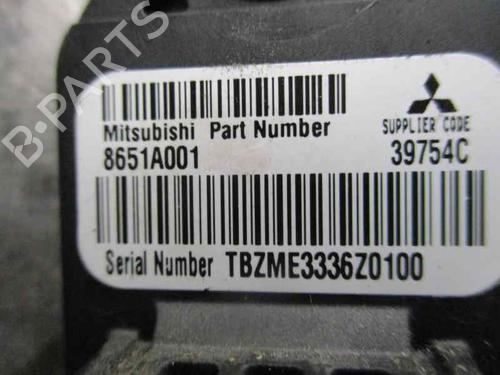 B-PARTS
Mitsubishi Part Number
8651A001
SUPPLIER CODE
39754C
Serial Number TBZME3336Z0100